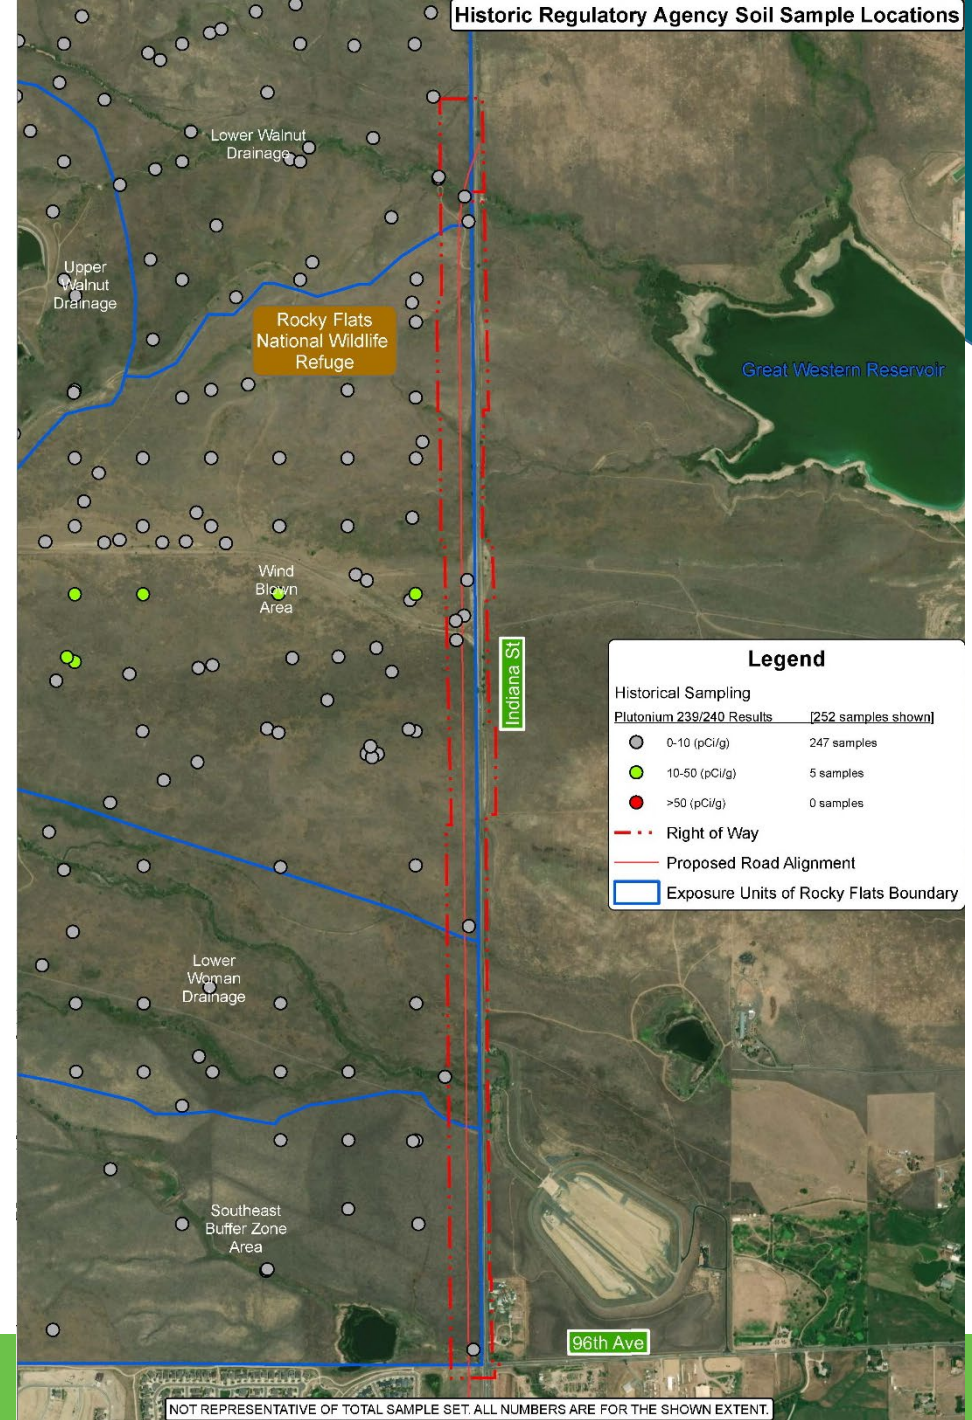 Historic Regulatory Agency Soil Sample Locations
Lower Walnut
Drainage
Upper
Walnut
Drainage
Rocky Flats
National Wildlife
Refuge
Great Western Reservoir
Wind
Blown
Area
Indiana St
Legend
Historical Sampling
Plutonium 239/240 Results [252 samples shown]
0-10 (pCi/g) 247 samples
10-50 (pCi/g) 5 samples
>50 (pCi/g) 0 samples
Right of Way
Proposed Road Alignment
Exposure Units of Rocky Flats Boundary
Lower
Woman
Drainage
Southeast
Buffer Zone
Area
96th Ave
NOT REPRESENTATIVE OF TOTAL SAMPLE SET. ALL NUMBERS ARE FOR THE SHOWN EXTENT.